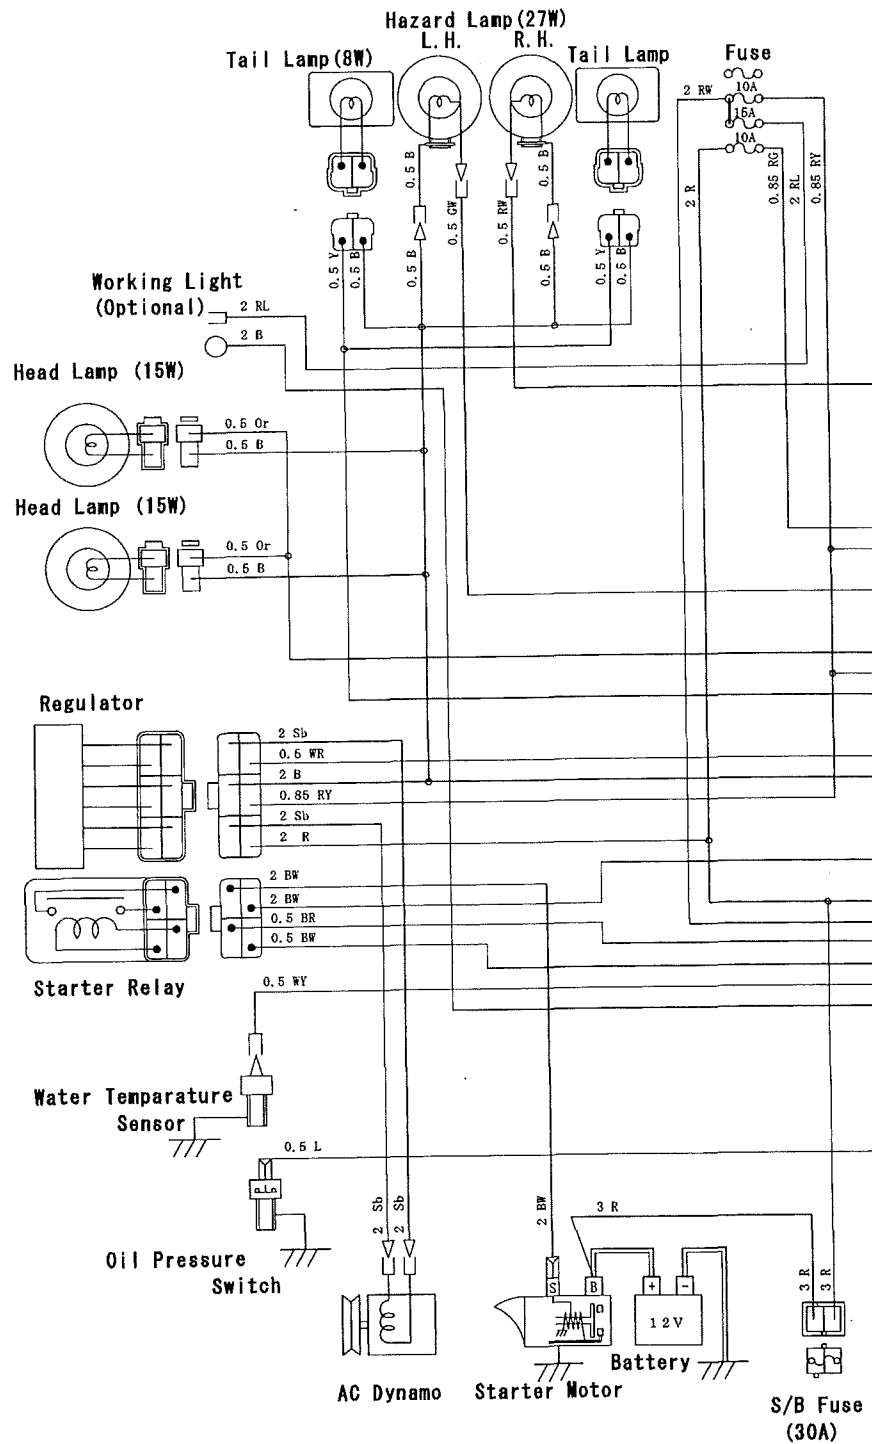 Hazard Lamp(27W)
L.H. R.H.
Tail Lamp(8W)
Tail Lamp
Fuse
10A
15A
10A
2 RW
2 R
0.85 RG
2 RL
0.85 RY
0.5 B
0.5 GW
0.5 RW
0.5 B
0.5 Y
0.5 B
0.5 B
0.5 B
0.5 Y
0.5 B
Working Light
(Optional)
2 RL
2 B
Head Lamp (15W)
0.5 Or
0.5 B
Head Lamp (15W)
0.5 Or
0.5 B
Regulator
2 Sb
0.5 WR
2 B
0.85 RY
2 Sb
2 R
2 BW
2 BW
0.5 BR
0.5 BW
Starter Relay
0.5 WY
Water Temparature
Sensor
0.5 L
Oil Pressure
Switch
2 Sb
2 Sb
2 BW
3 R
3 R
3 R
S
B
+
-
12V
AC Dynamo
Starter Motor
Battery
S/B Fuse
(30A)